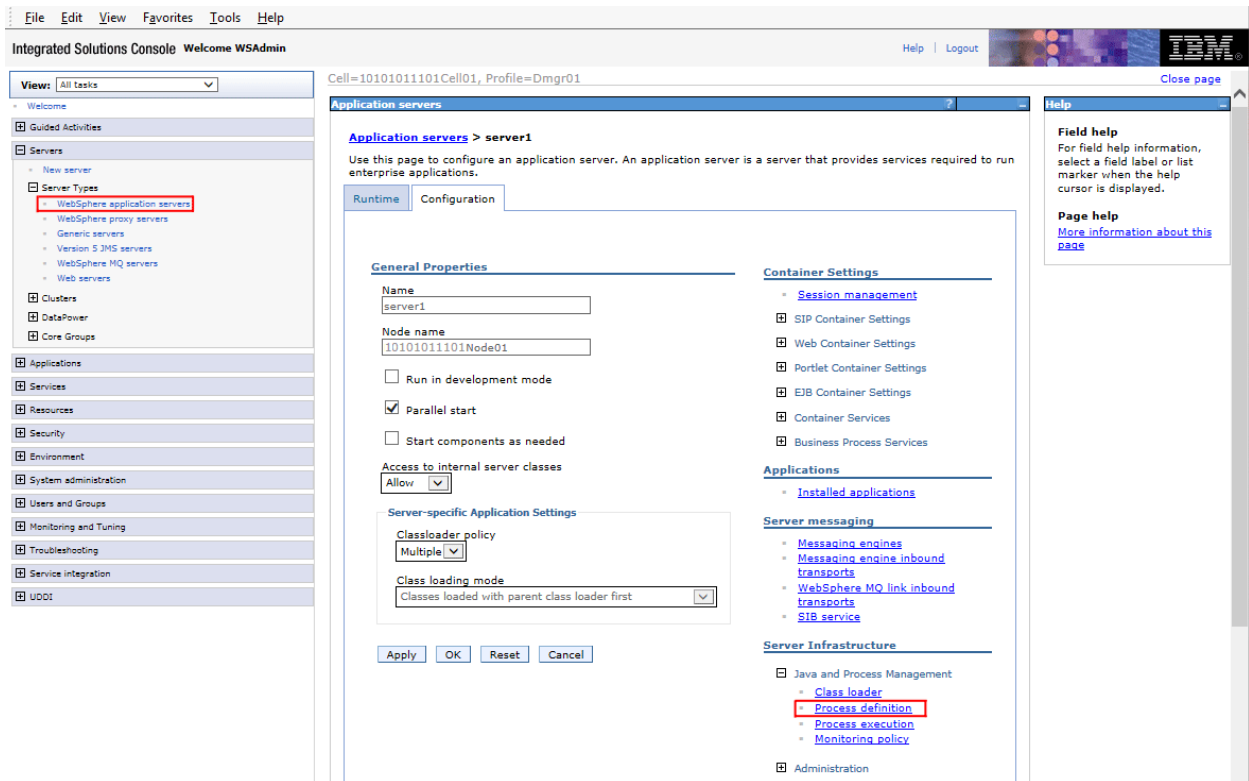 File Edit View Favorites Tools Help
Integrated Solutions Console Welcome WSAdmin
Help | Logout
IBM®
View: All tasks
Welcome
Guided Activities
Servers
New server
Server Types
WebSphere application servers
WebSphere proxy servers
Generic servers
Version 5 JMS servers
WebSphere MQ servers
Web servers
Clusters
DataPower
Core Groups
Applications
Services
Resources
Security
Environment
System administration
Users and Groups
Monitoring and Tuning
Troubleshooting
Service integration
UDDI
Cell=10101011101Cell01, Profile=Dmgr01
Close page
Application servers
?
Application servers > server1
Use this page to configure an application server. An application server is a server that provides services required to run
enterprise applications.
Runtime Configuration
General Properties
Name
server1
Node name
10101011101Node01
Run in development mode
Parallel start
Start components as needed
Access to internal server classes
Allow
Server-specific Application Settings
Classloader policy
Multiple
Class loading mode
Classes loaded with parent class loader first
Apply OK Reset Cancel
Container Settings
Session management
SIP Container Settings
Web Container Settings
Portlet Container Settings
EJB Container Settings
Container Services
Business Process Services
Applications
Installed applications
Server messaging
Messaging engines
Messaging engine inbound
transports
WebSphere MQ link inbound
transports
SIB service
Server Infrastructure
Java and Process Management
Class loader
Process definition
Process execution
Monitoring policy
Administration
Help
Field help
For field help information,
select a field label or list
marker when the help
cursor is displayed.
Page help
More information about this
page